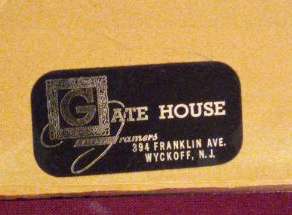 GATE HOUSE
framers
394 FRANKLIN AVE.
WYCKOFF, N.J.